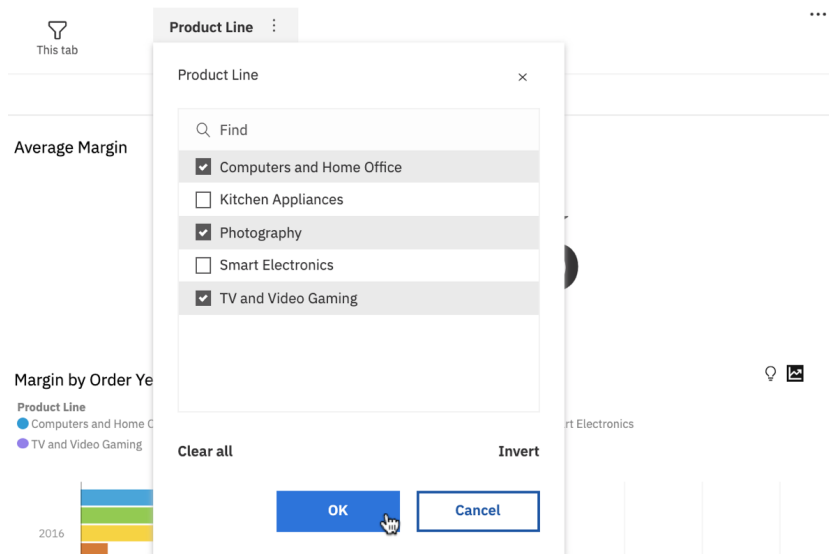 Product Line
This tab
Product Line
Find
Average Margin
Computers and Home Office
Kitchen Appliances
Photography
Smart Electronics
TV and Video Gaming
Margin by Order Ye
Product Line
Computers and Home
rt Electronics
TV and Video Gaming
Clear all
Invert
OK
Cancel
2016